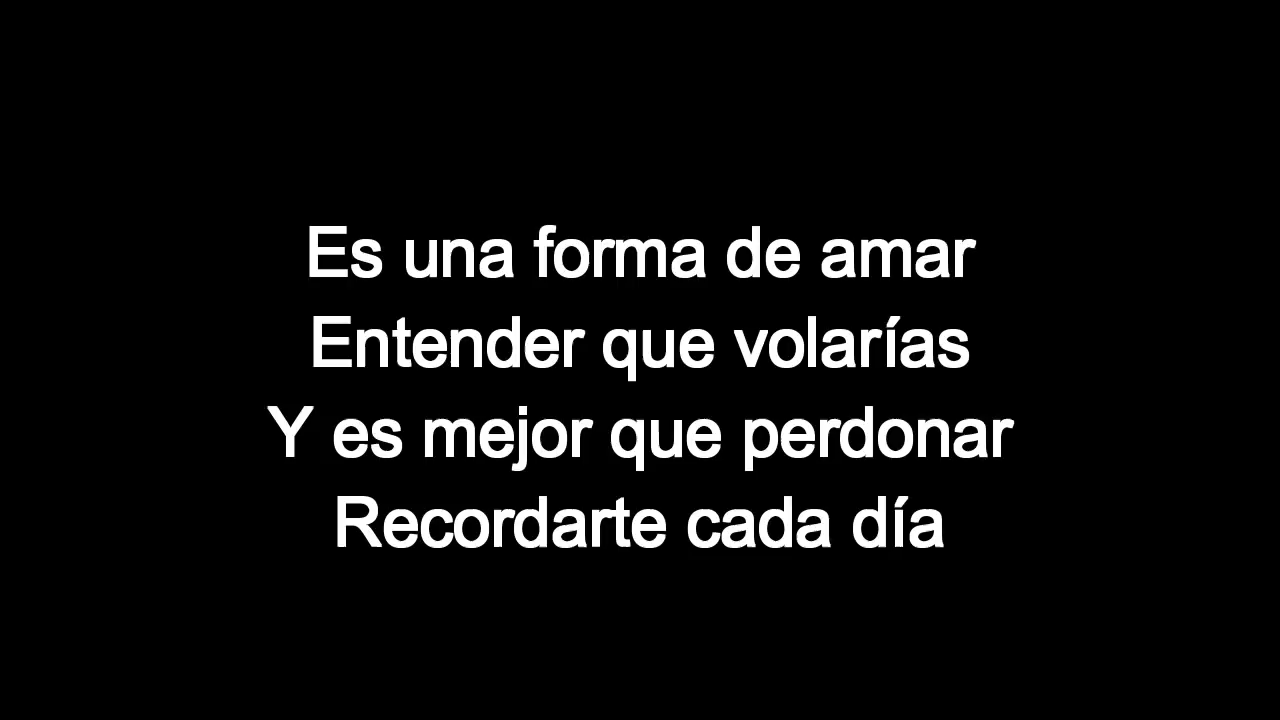 Es una forma de amar
Entender que volarías
Y es mejor que perdonar
Recordarte cada día